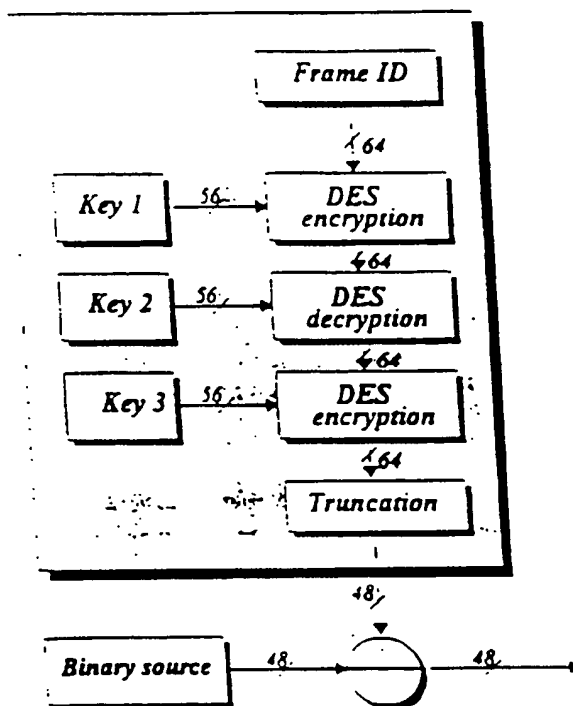 Frame ID
64
Key 1
56
DES
encryption
64
Key 2
56
DES
decryption
64
Key 3
56
DES
encryption
64
Truncation
48
Binary source
48
48